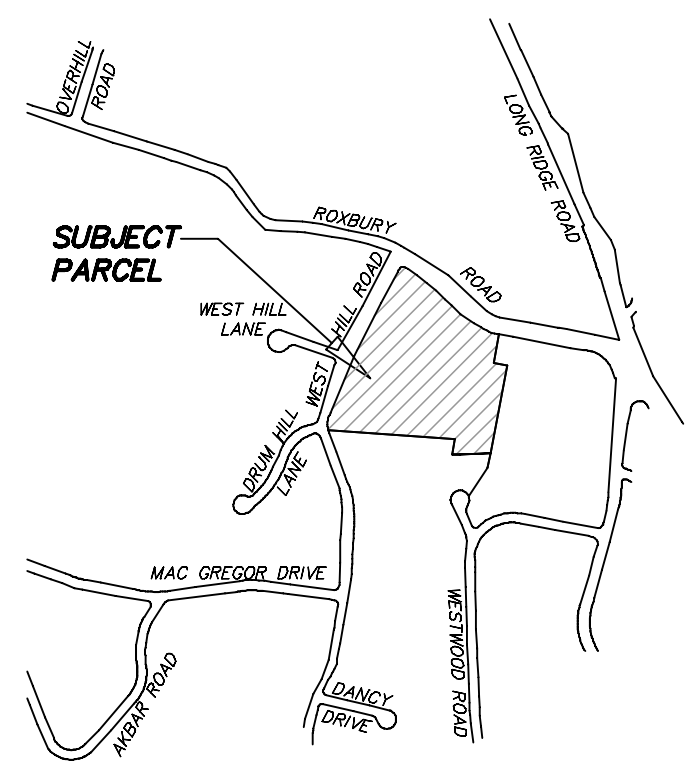 OVERHILL
ROAD
LONG RIDGE ROAD
ROXBURY
ROAD
SUBJECT
PARCEL
WEST HILL
LANE
WEST HILL ROAD
DRUM HILL
LANE
MAC GREGOR DRIVE
AKBAR ROAD
WESTWOOD ROAD
DANCY
DRIVE